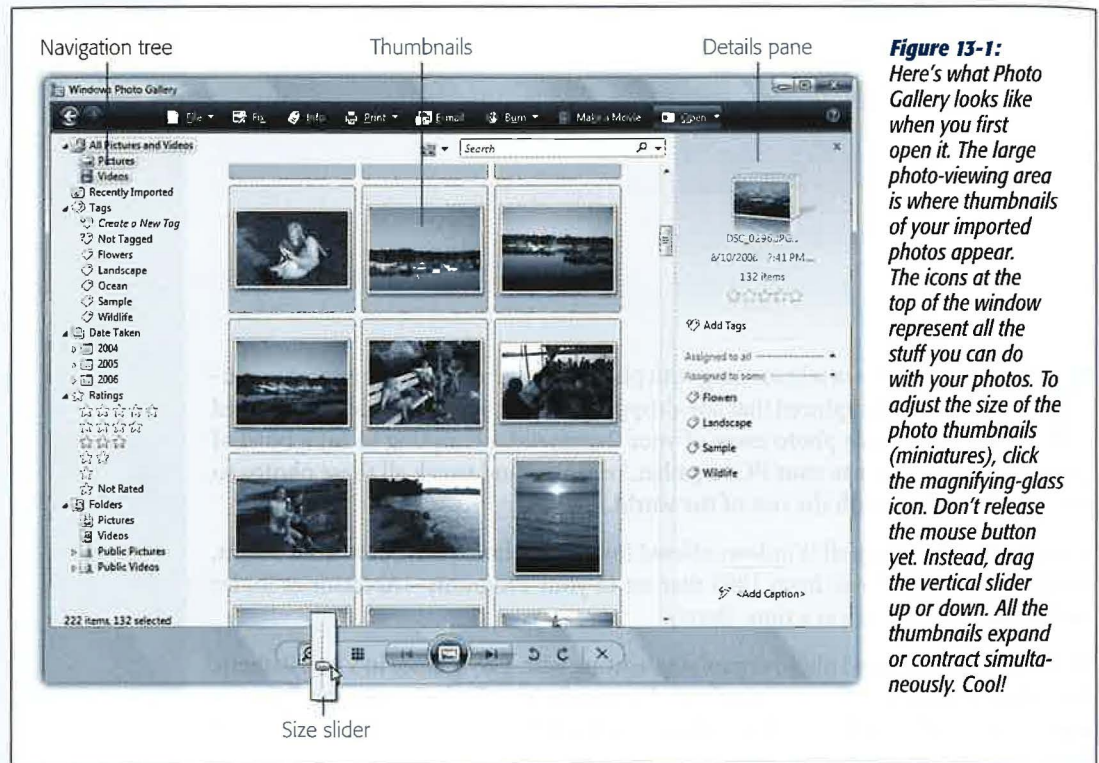 Navigation tree
Thumbnails
Details pane
Windows Photo Gallery
File
Fix
Info
Print
E-mail
Burn
Make a Movie
Open
All Pictures and Videos
Pictures
Videos
Recently Imported
Tags
Create a New Tag
Not Tagged
Flowers
Landscape
Ocean
Sample
Wildlife
Date Taken
2004
2005
2006
Ratings
Not Rated
Folders
Pictures
Videos
Public Pictures
Public Videos
222 items, 132 selected
Search
8/10/2006
132 items
Add Tags
Assigned to all
Assigned to some
Flowers
Landscape
Sample
Wildlife
<Add Caption>
Size slider
Figure 13-1:
Here's what Photo
Gallery looks like
when you first
open it. The large
photo-viewing area
is where thumbnails
of your imported
photos appear.
The icons at the
top of the window
represent all the
stuff you can do
with your photos. To
adjust the size of the
photo thumbnails
(miniatures), click
the magnifying-glass
icon. Don't release
the mouse button
yet. Instead, drag
the vertical slider
up or down. All the
thumbnails expand
or contract simulta-
neously. Cool!